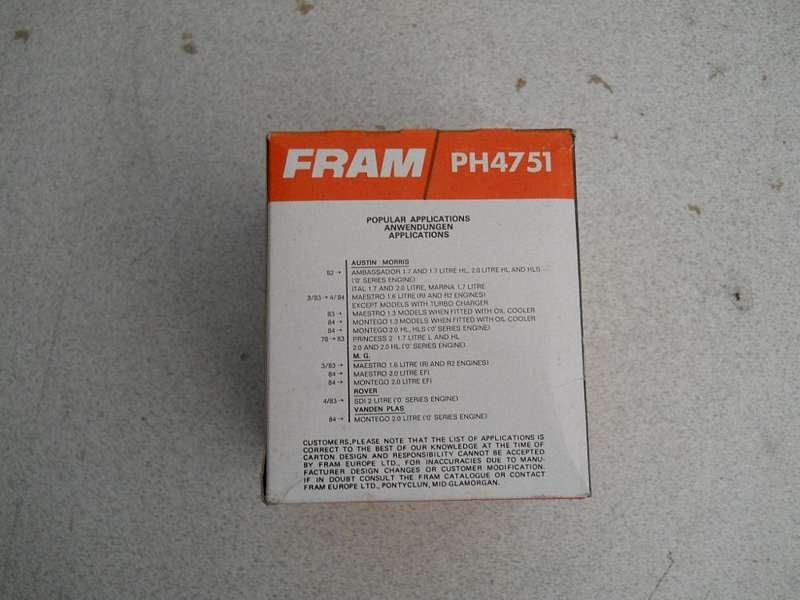 FRAM PH4751
POPULAR APPLICATIONS
ANWENDUNGEN
APPLICATIONS
AUSTIN MORRIS
82→ AMBASSADOR 1.7 AND 1.7 LITRE HL, 2.0 LITRE HL AND HLS
('O' SERIES ENGINE)
ITAL 1.7 AND 2.0 LITRE, MARINA 1.7 LITRE
3/83→4/84 MAESTRO 1.6 LITRE (RI AND R2 ENGINES)
EXCEPT MODELS WITH TURBO CHARGER
83→ MAESTRO 1.3 MODELS WHEN FITTED WITH OIL COOLER
84→ MONTEGO 1.3 MODELS WHEN FITTED WITH OIL COOLER
84→ MONTEGO 2.0 HL, HLS ('O' SERIES ENGINE)
78→83 PRINCESS 2 1.7 LITRE L AND HL
2.0 AND 2.0 HL ('O' SERIES ENGINE)
M. G.
3/83→ MAESTRO 1.6 LITRE (RI AND R2 ENGINES)
84→ MAESTRO 2.0 LITRE EFI
84→ MONTEGO 2.0 LITRE EFI
ROVER
4/83→ SDI 2 LITRE ('O' SERIES ENGINE)
VANDEN PLAS
84→ MONTEGO 2.0 LITRE ('O' SERIES ENGINE)
CUSTOMERS, PLEASE NOTE THAT THE LIST OF APPLICATIONS IS
CORRECT TO THE BEST OF OUR KNOWLEDGE AT THE TIME OF
CARTON DESIGN AND RESPONSIBILITY CANNOT BE ACCEPTED
BY FRAM EUROPE LTD., FOR INACCURACIES DUE TO MANU-
FACTURER DESIGN CHANGES OR CUSTOMER MODIFICATION.
IF IN DOUBT CONSULT THE FRAM CATALOGUE OR CONTACT
FRAM EUROPE LTD., PONTYCLUN, MID GLAMORGAN.